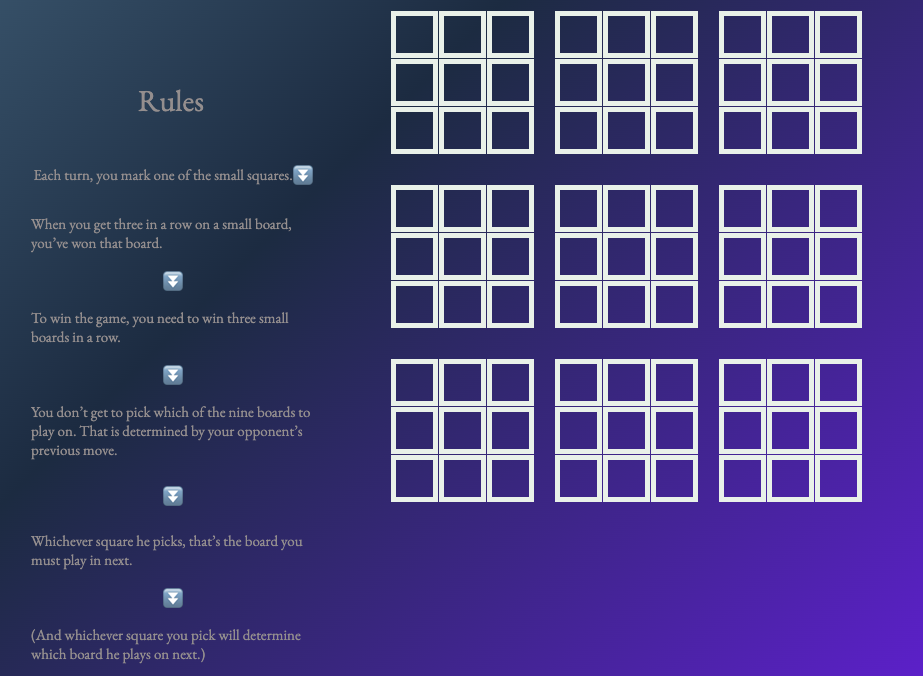 Rules
Each turn, you mark one of the small squares.
When you get three in a row on a small board,
you’ve won that board.
To win the game, you need to win three small
boards in a row.
You don’t get to pick which of the nine boards to
play on. That is determined by your opponent’s
previous move.
Whichever square he picks, that’s the board you
must play in next.
(And whichever square you pick will determine
which board he plays on next.)